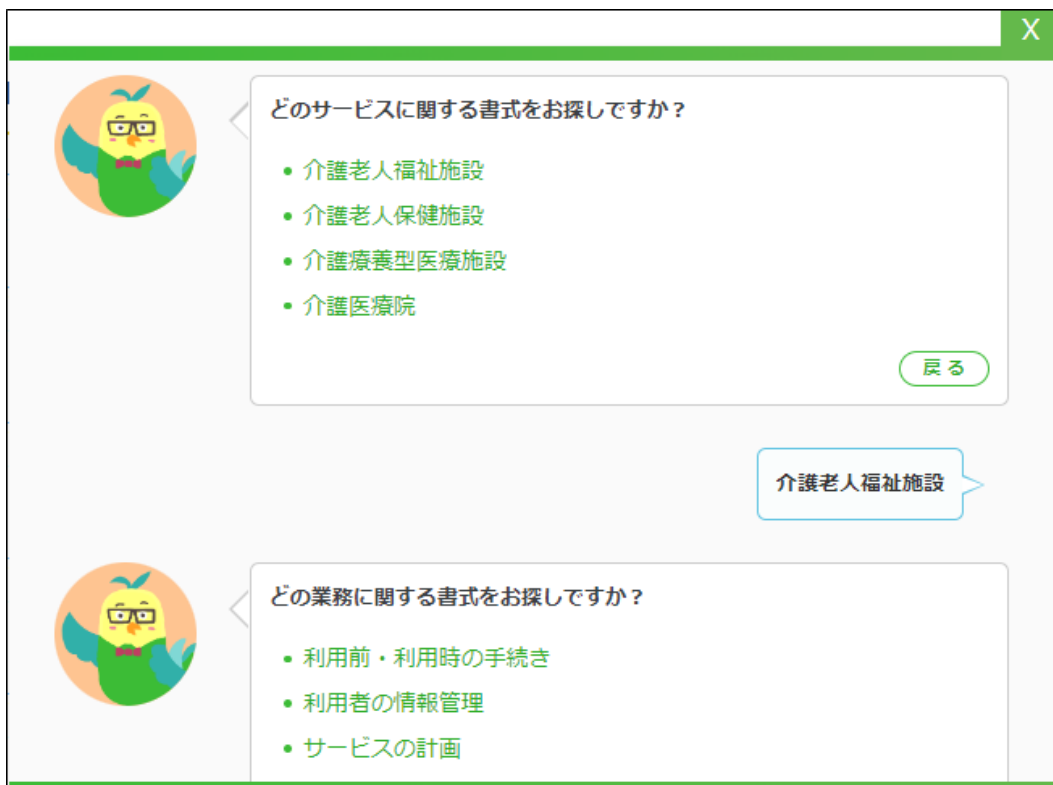 X
どのサービスに関する書式をお探しですか？
• 介護老人福祉施設
• 介護老人保健施設
• 介護療養型医療施設
• 介護医療院
戻る
介護老人福祉施設
どの業務に関する書式をお探しですか？
• 利用前・利用時の手続き
• 利用者の情報管理
• サービスの計画